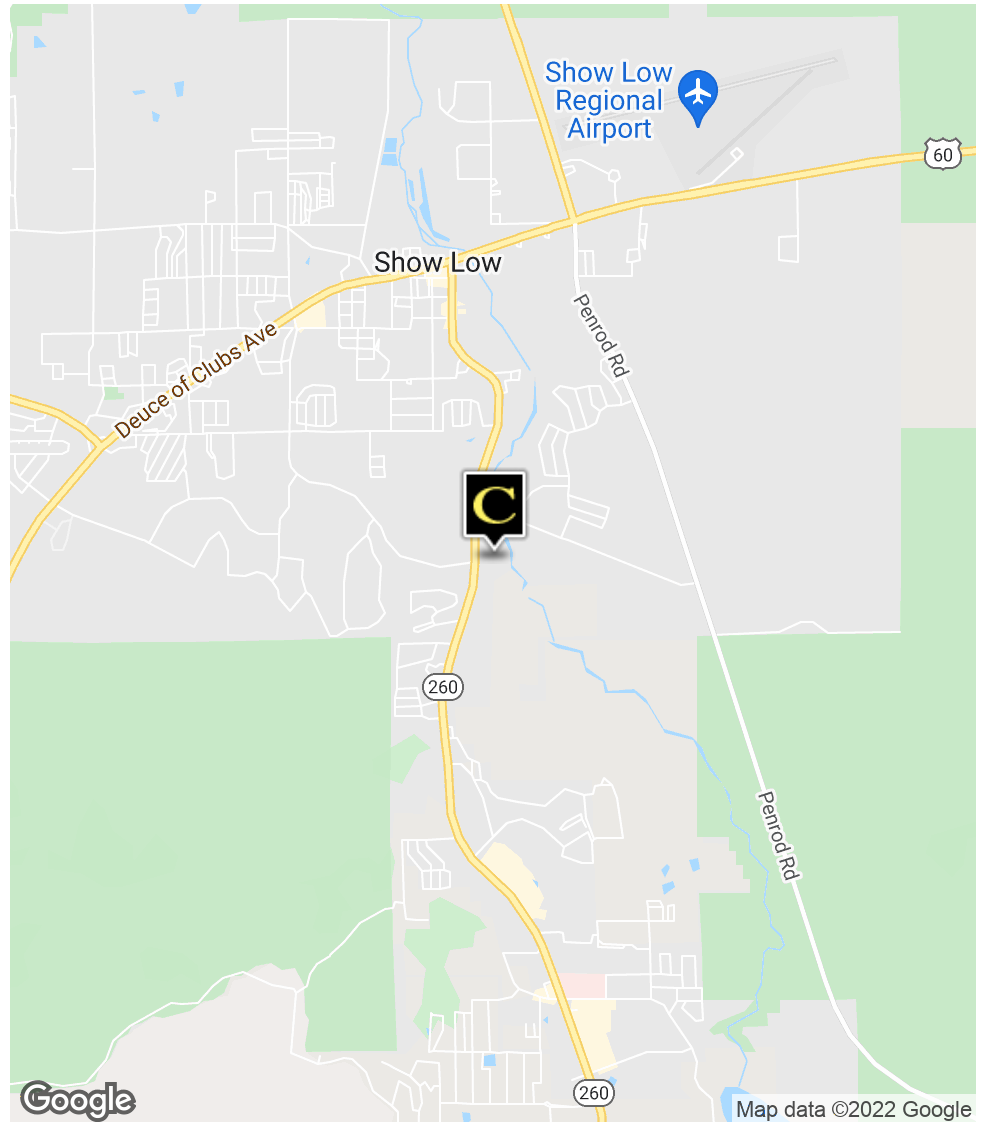 Show Low
Regional
Airport
60
Show Low
Penrod Rd
Deuce of Clubs Ave
C
260
Penrod Rd
260
Google
Map data ©2022 Google